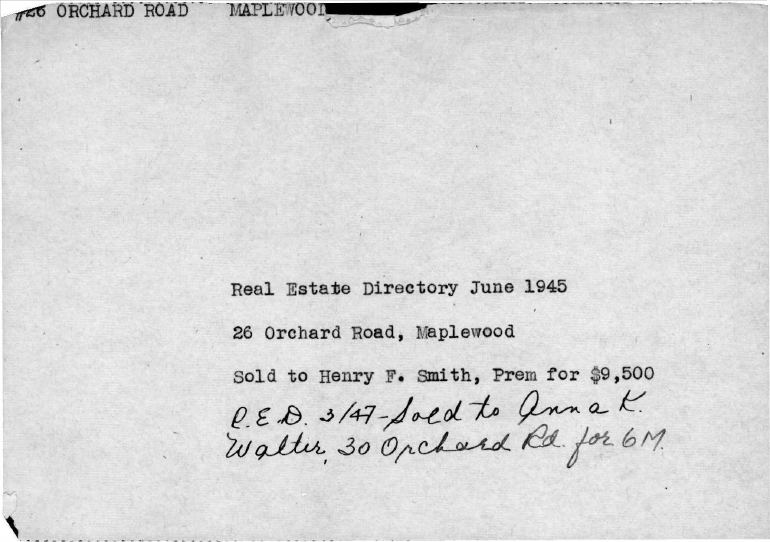 #26 ORCHARD ROAD MAPLEWOOD
Real Estate Directory June 1945
26 Orchard Road, Maplewood
Sold to Henry F. Smith, Prem for $9,500
R.E.D. 3/47-Sold to Anna K.
Walter, 30 Orchard Rd. for 6M.